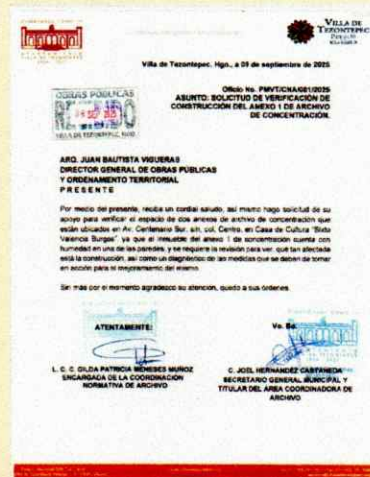 VILLA DE
TEZONTEPEC
Villa de Tezontepec, Hgo., a 09 de septiembre de 2025
Oficio No. PMVT/CNA/081/2025
ASUNTO: SOLICITUD DE VERIFICACIÓN DE
CONSTRUCCIÓN DEL ANEXO 1 DE ARCHIVO
DE CONCENTRACIÓN.
OBRAS PÚBLICAS
SEP 2025
VILLA DE TEZONTEPEC, HGO.
ARQ. JUAN BAUTISTA VIGUERAS
DIRECTOR GENERAL DE OBRAS PÚBLICAS
Y ORDENAMIENTO TERRITORIAL
P R E S E N T E
Por medio del presente, reciba un cordial saludo, así mismo hago solicitud de su
apoyo para verificar el espacio de dos anexos de archivo de concentración que
están ubicados en Av. Centenario Sur, s/n, col. Centro, en Casa de Cultura "Sixto
Valencia Burgos", ya que el inmueble del anexo 1 de concentración cuenta con
humedad en una de las paredes, y se requiere la revisión para ver, que tan afectada
está la construcción, así como un diagnóstico de las medidas que se deben de tomar
en acción para el mejoramiento del mismo.
Sin más por el momento agradezco su atención, quedo a sus órdenes.
ATENTAMENTE:
Vo. Bo.
L. C. C. GILDA PATRICIA MENESES MUÑOZ
ENCARGADA DE LA COORDINACIÓN
NORMATIVA DE ARCHIVO
C. JOEL HERNÁNDEZ CASTAÑEDA
SECRETARIO GENERAL MUNICIPAL Y
TITULAR DEL ÁREA COORDINADORA DE
ARCHIVO